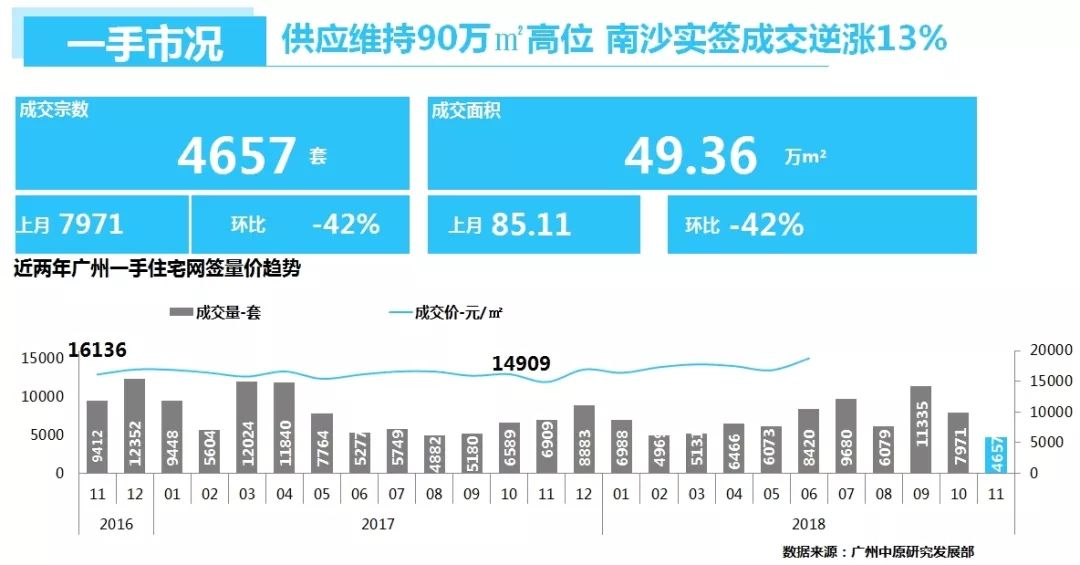 一手市况
供应维持90万㎡高位 南沙实签成交逆涨13%
成交宗数
4657 套
成交面积
49.36 万m²
上月 7971
环比 -42%
上月 85.11
环比 -42%
近两年广州一手住宅网签量价趋势
成交量-套
成交价-元/㎡
16136
14909
15000
10000
5000
0
20000
15000
10000
5000
0
9412 12352 9448 5604 12024 11840 7764 5277 5749 4882 5180 6589 6909 8883 6988 4969 5131 6466 6073 8420 9680 6079 11335 7971 4657
11 12 01 02 03 04 05 06 07 08 09 10 11 12 01 02 03 04 05 06 07 08 09 10 11
2016 2017 2018
数据来源：广州中原研究发展部